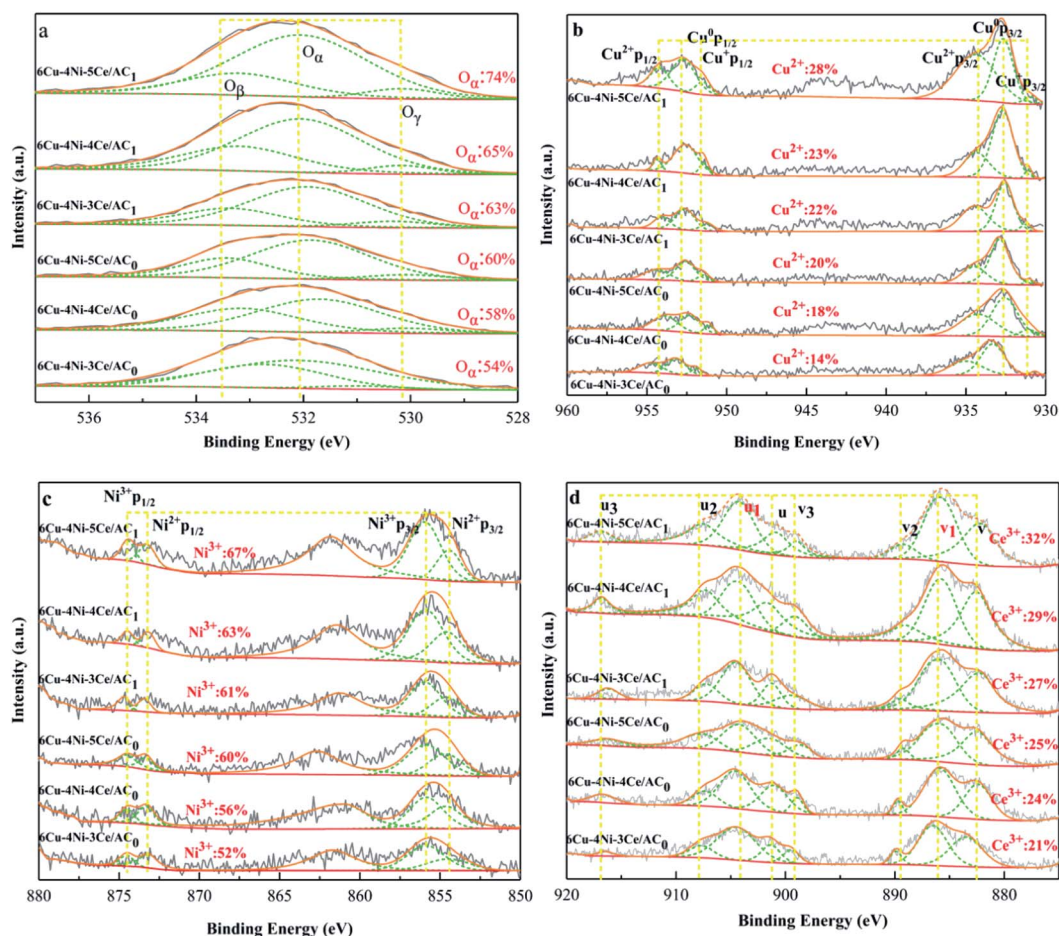 a
6Cu-4Ni-5Ce/AC₁
Oα
Oβ
Oγ
Oα:74%
6Cu-4Ni-4Ce/AC₁
Oα:65%
6Cu-4Ni-3Ce/AC₁
Oα:63%
6Cu-4Ni-5Ce/AC₀
Oα:60%
6Cu-4Ni-4Ce/AC₀
Oα:58%
6Cu-4Ni-3Ce/AC₀
Oα:54%
Intensity (a.u.)
536 534 532 530 528
Binding Energy (eV)
b
Cu²⁺p₁/₂
Cu⁰p₁/₂
Cu⁺p₁/₂
Cu²⁺p₃/₂
Cu⁰p₃/₂
Cu⁺p₃/₂
Cu²⁺:28%
6Cu-4Ni-5Ce/AC₁
Cu²⁺:23%
6Cu-4Ni-4Ce/AC₁
Cu²⁺:22%
6Cu-4Ni-3Ce/AC₁
Cu²⁺:20%
6Cu-4Ni-5Ce/AC₀
Cu²⁺:18%
6Cu-4Ni-4Ce/AC₀
Cu²⁺:14%
6Cu-4Ni-3Ce/AC₀
Intensity (a.u.)
960 955 950 945 940 935 930
Binding Energy (eV)
c
Ni³⁺p₁/₂
Ni²⁺p₁/₂
Ni³⁺p₃/₂
Ni²⁺p₃/₂
6Cu-4Ni-5Ce/AC₁
Ni³⁺:67%
6Cu-4Ni-4Ce/AC₁
Ni³⁺:63%
6Cu-4Ni-3Ce/AC₁
Ni³⁺:61%
6Cu-4Ni-5Ce/AC₀
Ni³⁺:60%
6Cu-4Ni-4Ce/AC₀
Ni³⁺:56%
6Cu-4Ni-3Ce/AC₀
Ni³⁺:52%
Intensity (a.u.)
880 875 870 865 860 855 850
Binding Energy (eV)
d
u₃ u₂ u₁ u v₃ v₂ v₁ v
6Cu-4Ni-5Ce/AC₁
Ce³⁺:32%
6Cu-4Ni-4Ce/AC₁
Ce³⁺:29%
6Cu-4Ni-3Ce/AC₁
Ce³⁺:27%
6Cu-4Ni-5Ce/AC₀
Ce³⁺:25%
6Cu-4Ni-4Ce/AC₀
Ce³⁺:24%
6Cu-4Ni-3Ce/AC₀
Ce³⁺:21%
Intensity (a.u.)
920 910 900 890 880
Binding Energy (eV)